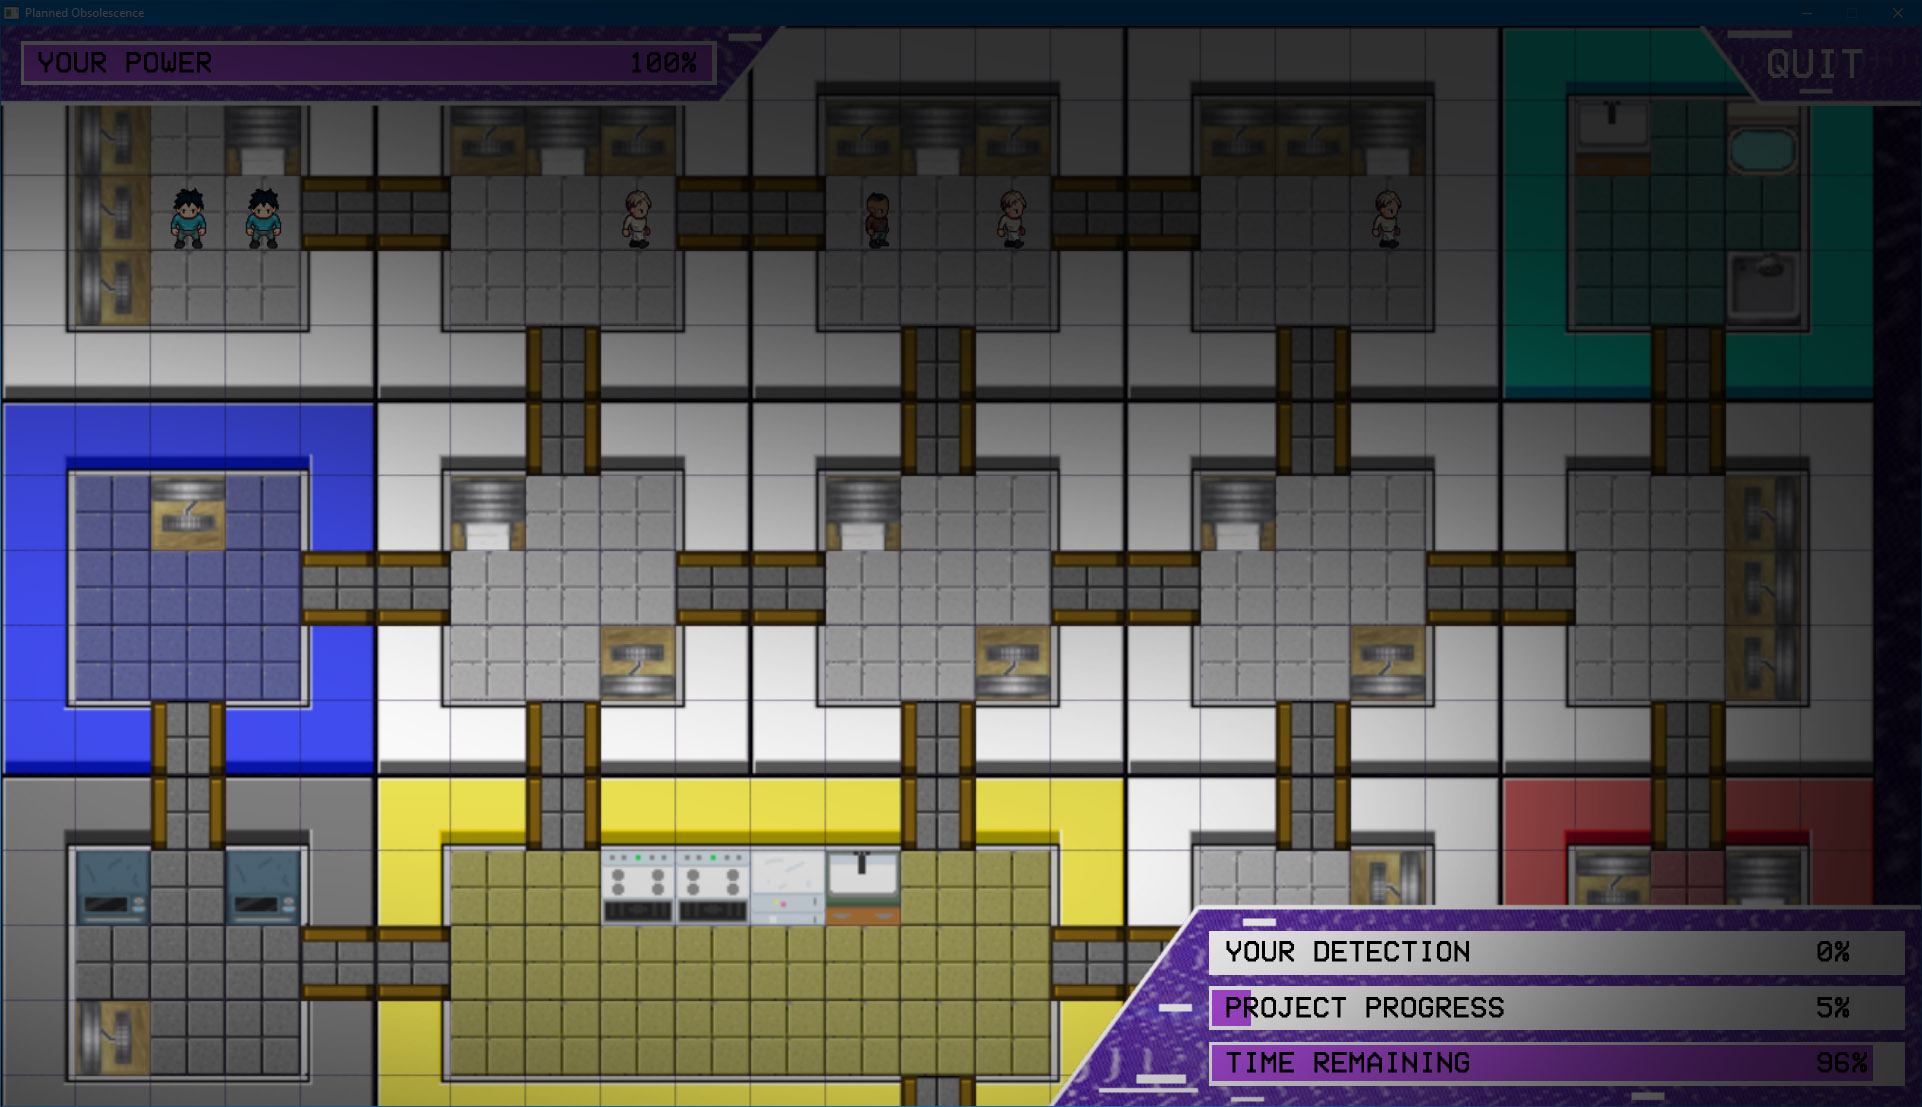 Planned Obsolescence
YOUR POWER 100%
QUIT
YOUR DETECTION 0%
PROJECT PROGRESS 5%
TIME REMAINING 96%